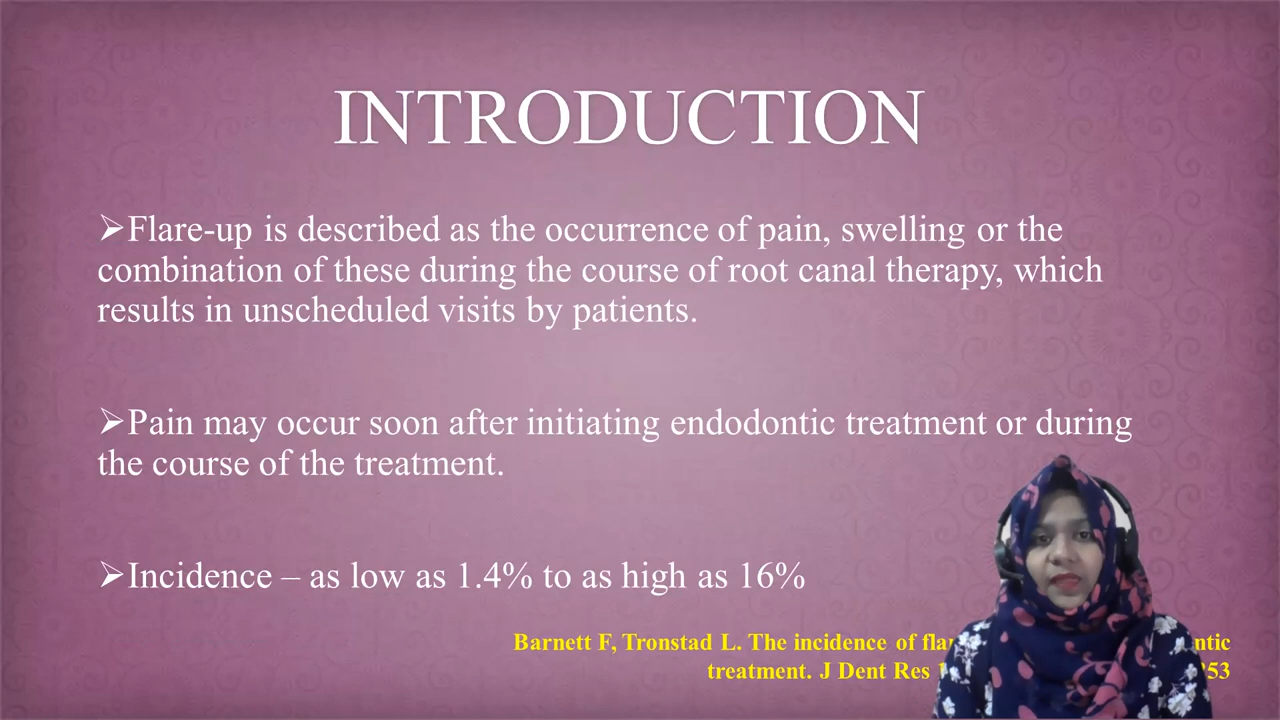 INTRODUCTION
➢Flare-up is described as the occurrence of pain, swelling or the
combination of these during the course of root canal therapy, which
results in unscheduled visits by patients.
➢Pain may occur soon after initiating endodontic treatment or during
the course of the treatment.
➢Incidence – as low as 1.4% to as high as 16%
Barnett F, Tronstad L. The incidence of
treatment. J Dent Res